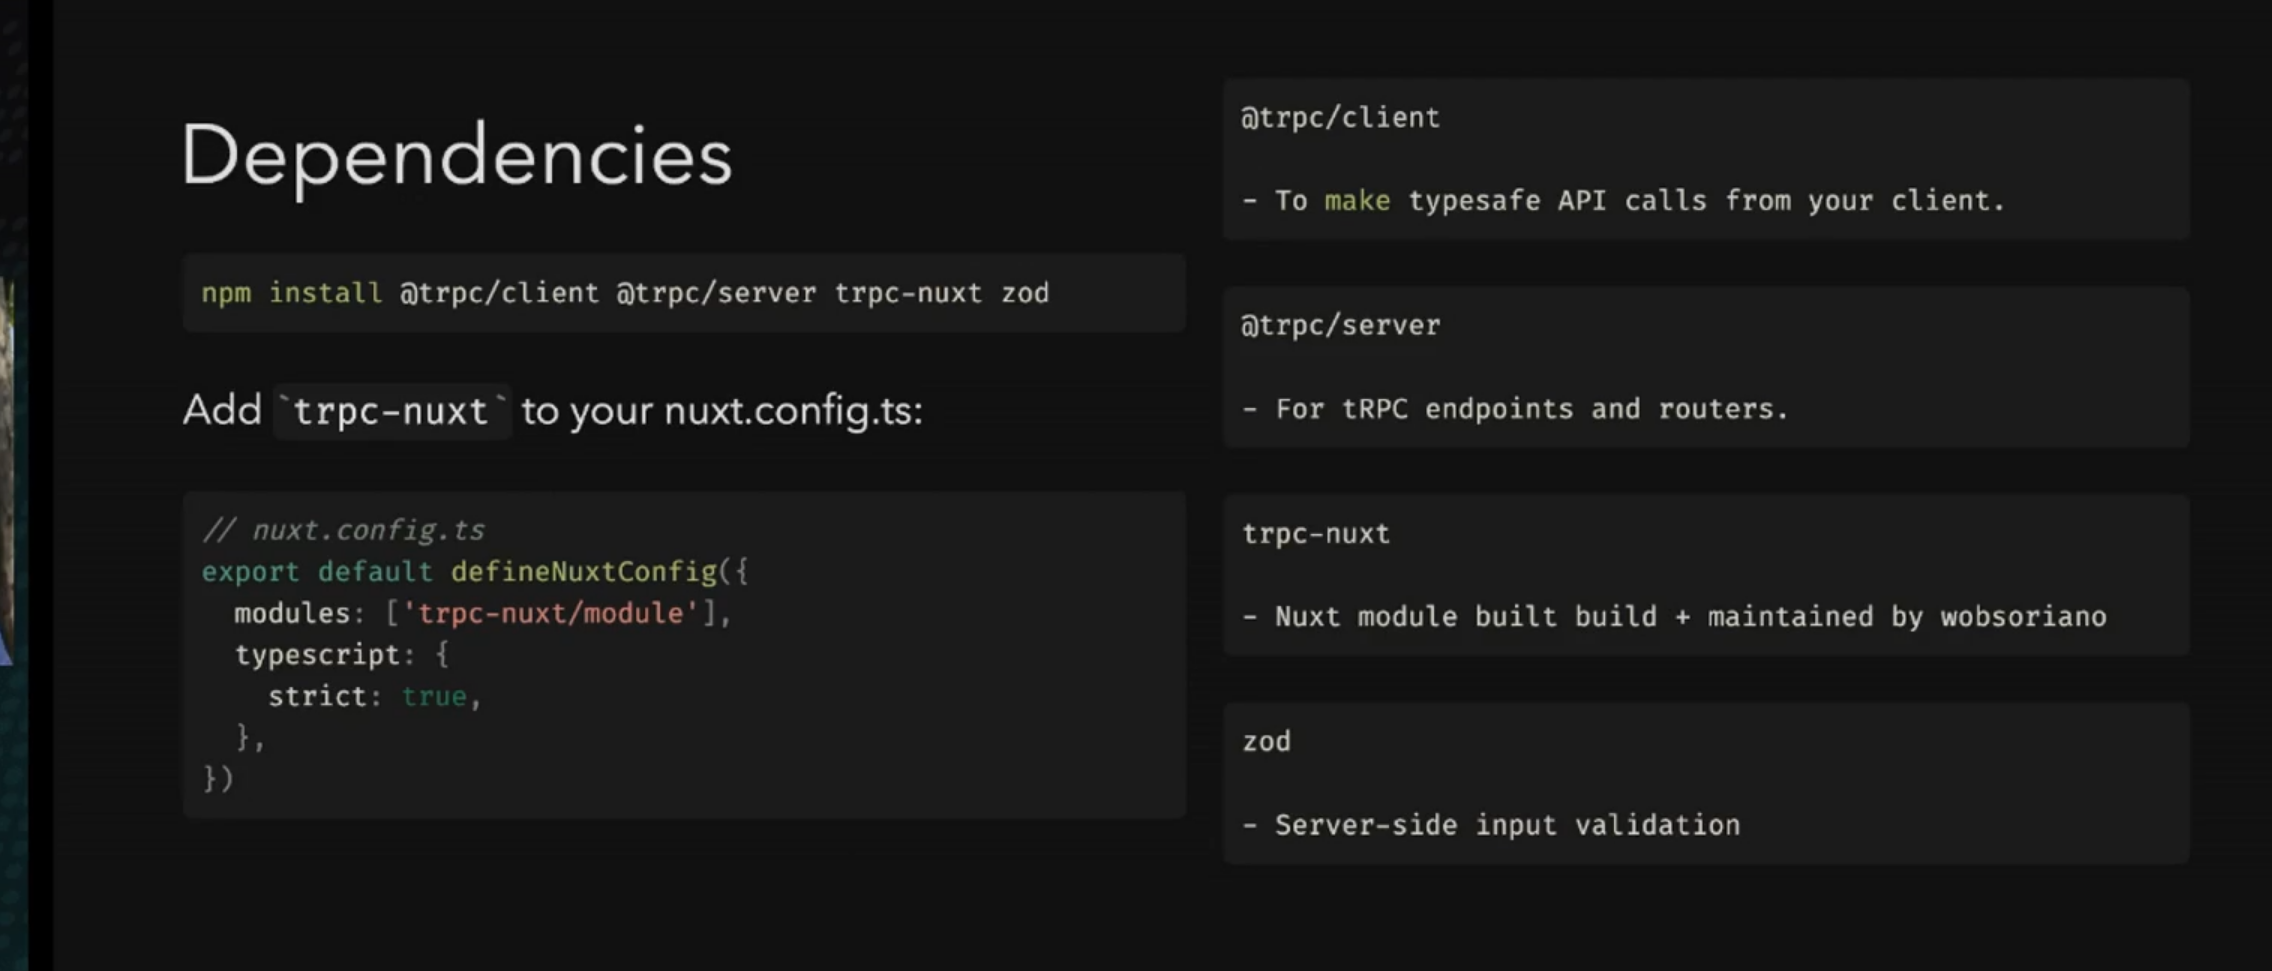 Dependencies
npm install @trpc/client @trpc/server trpc-nuxt zod
Add `trpc-nuxt` to your nuxt.config.ts:
// nuxt.config.ts
export default defineNuxtConfig({
  modules: ['trpc-nuxt/module'],
  typescript: {
    strict: true,
  },
})
@trpc/client
- To make typesafe API calls from your client.
@trpc/server
- For tRPC endpoints and routers.
trpc-nuxt
- Nuxt module built build + maintained by wobsoriano
zod
- Server-side input validation